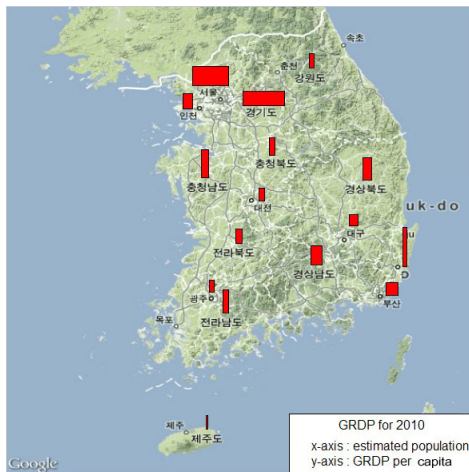 속초
춘천
강원도
서울
인천
경기도
충청북도
충청남도
경상북도
uk-do
대전
u
대구
전라북도
경상남도
부산
광주
전라남도
목포
제주
제주도
Google
GRDP for 2010
x-axis : estimated population
y-axis : GRDP per capita